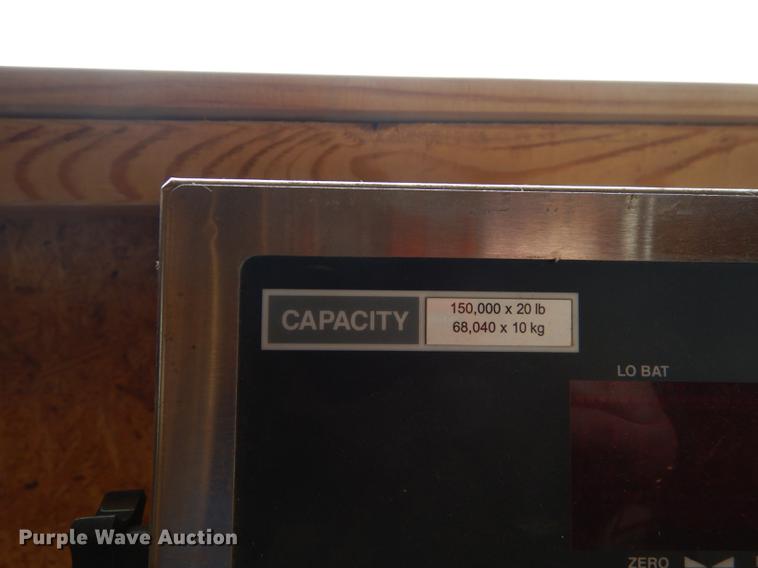 CAPACITY
150,000 x 20 lb
68,040 x 10 kg
LO BAT
ZERO
Purple Wave Auction